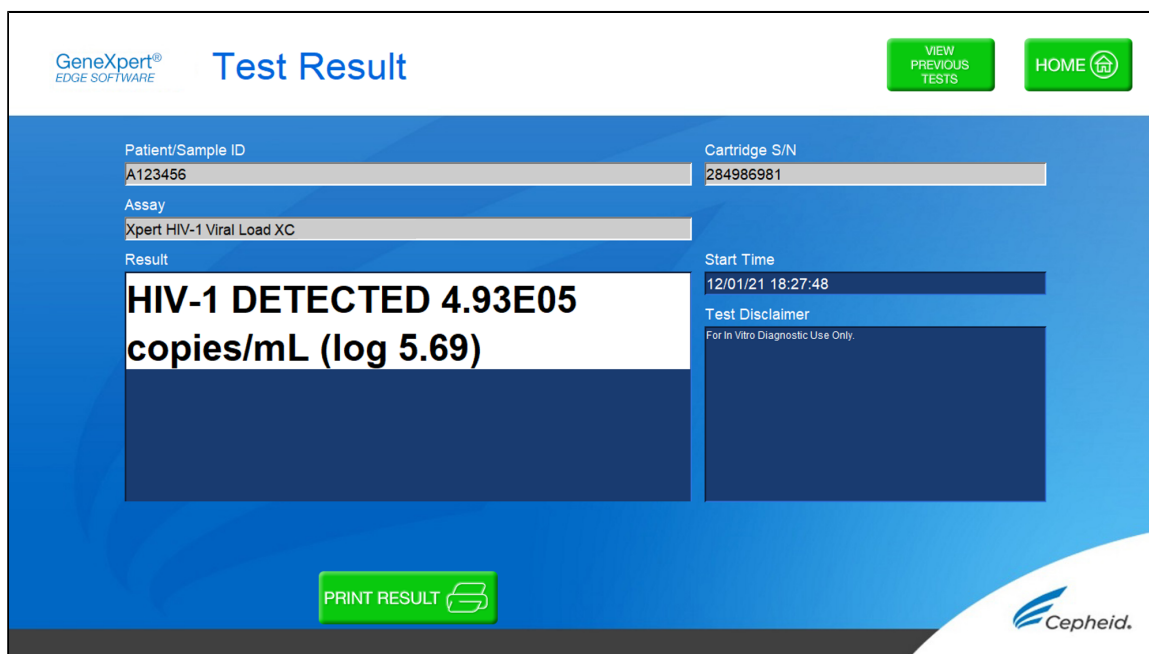 GeneXpert®
EDGE SOFTWARE
Test Result
VIEW
PREVIOUS
TESTS
HOME
Patient/Sample ID
A123456
Cartridge S/N
284986981
Assay
Xpert HIV-1 Viral Load XC
Result
HIV-1 DETECTED 4.93E05
copies/mL (log 5.69)
Start Time
12/01/21 18:27:48
Test Disclaimer
For In Vitro Diagnostic Use Only.
PRINT RESULT
Cepheid.